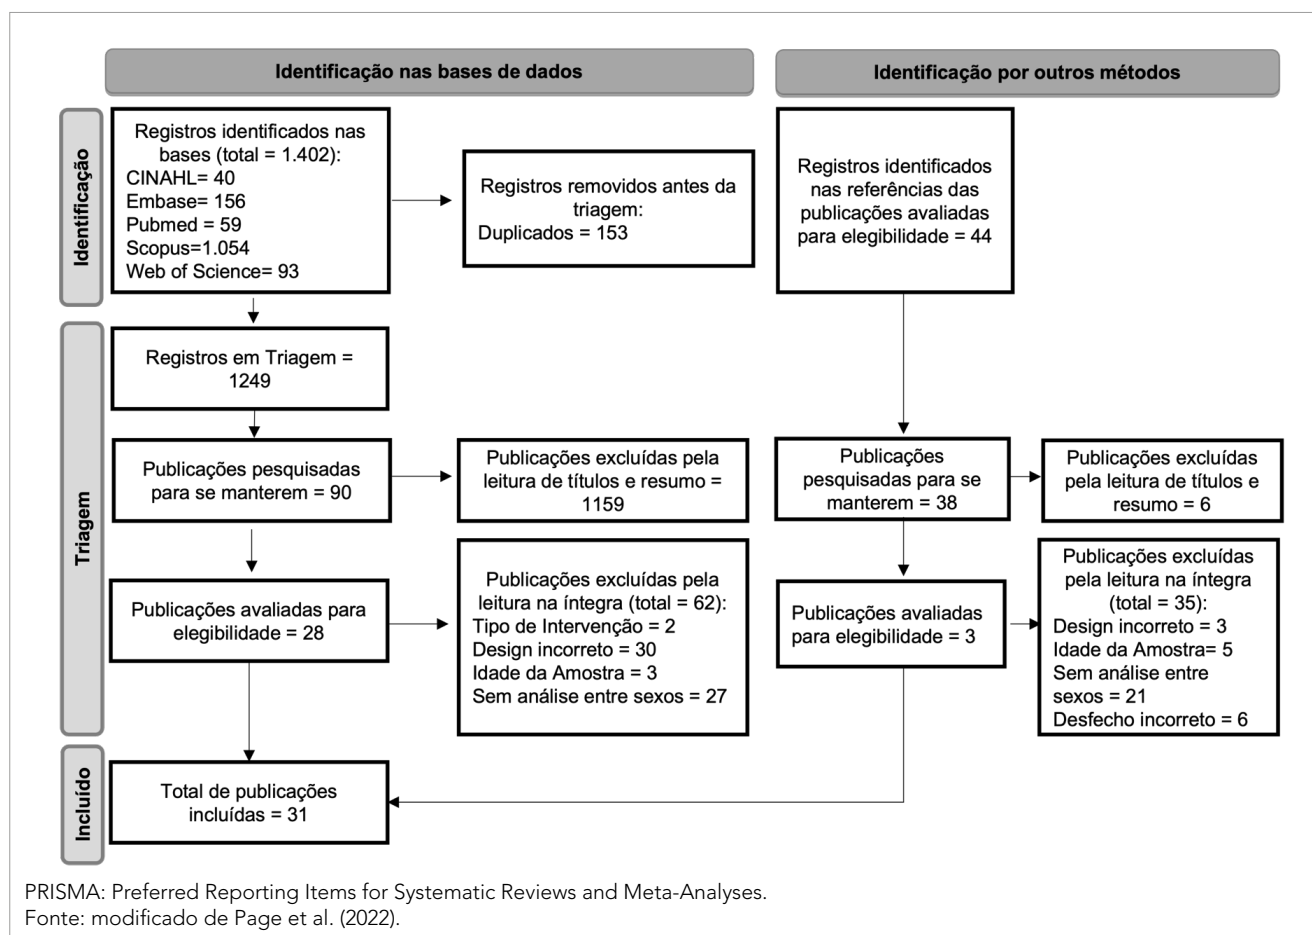 Identificação nas bases de dados
Identificação por outros métodos
Identificação
Registros identificados nas
bases (total = 1.402):
CINAHL= 40
Embase= 156
Pubmed = 59
Scopus=1.054
Web of Science= 93
Registros removidos antes da
triagem:
Duplicados = 153
Registros identificados
nas referências das
publicações avaliadas
para elegibilidade = 44
Triagem
Registros em Triagem =
1249
Publicações pesquisadas
para se manterem = 90
Publicações excluídas pela
leitura de títulos e resumo =
1159
Publicações
pesquisadas para se
manterem = 38
Publicações excluídas
pela leitura de títulos e
resumo = 6
Publicações avaliadas para
elegibilidade = 28
Publicações excluídas pela
leitura na íntegra (total = 62):
Tipo de Intervenção = 2
Design incorreto = 30
Idade da Amostra = 3
Sem análise entre sexos = 27
Publicações avaliadas
para elegibilidade = 3
Publicações excluídas
pela leitura na íntegra
(total = 35):
Design incorreto = 3
Idade da Amostra= 5
Sem análise entre
sexos = 21
Desfecho incorreto = 6
Incluído
Total de publicações
incluídas = 31
PRISMA: Preferred Reporting Items for Systematic Reviews and Meta-Analyses.
Fonte: modificado de Page et al. (2022).